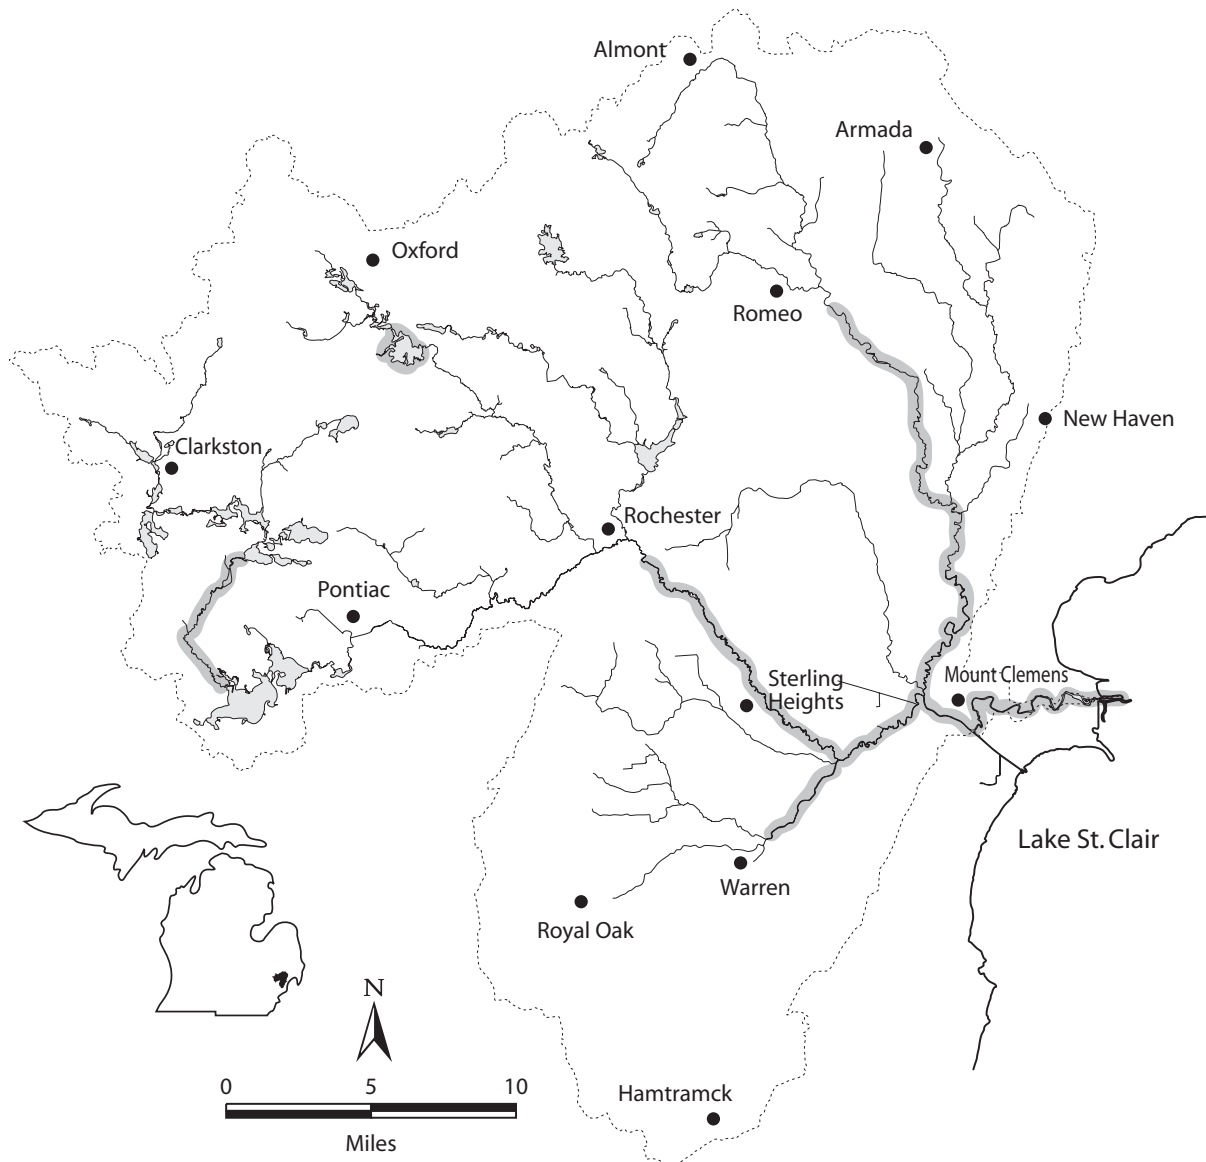 Almont
Armada
Oxford
Romeo
New Haven
Clarkston
Rochester
Pontiac
Mount Clemens
Sterling
Heights
Lake St. Clair
Warren
Royal Oak
N
0 5 10
Miles
Hamtramck